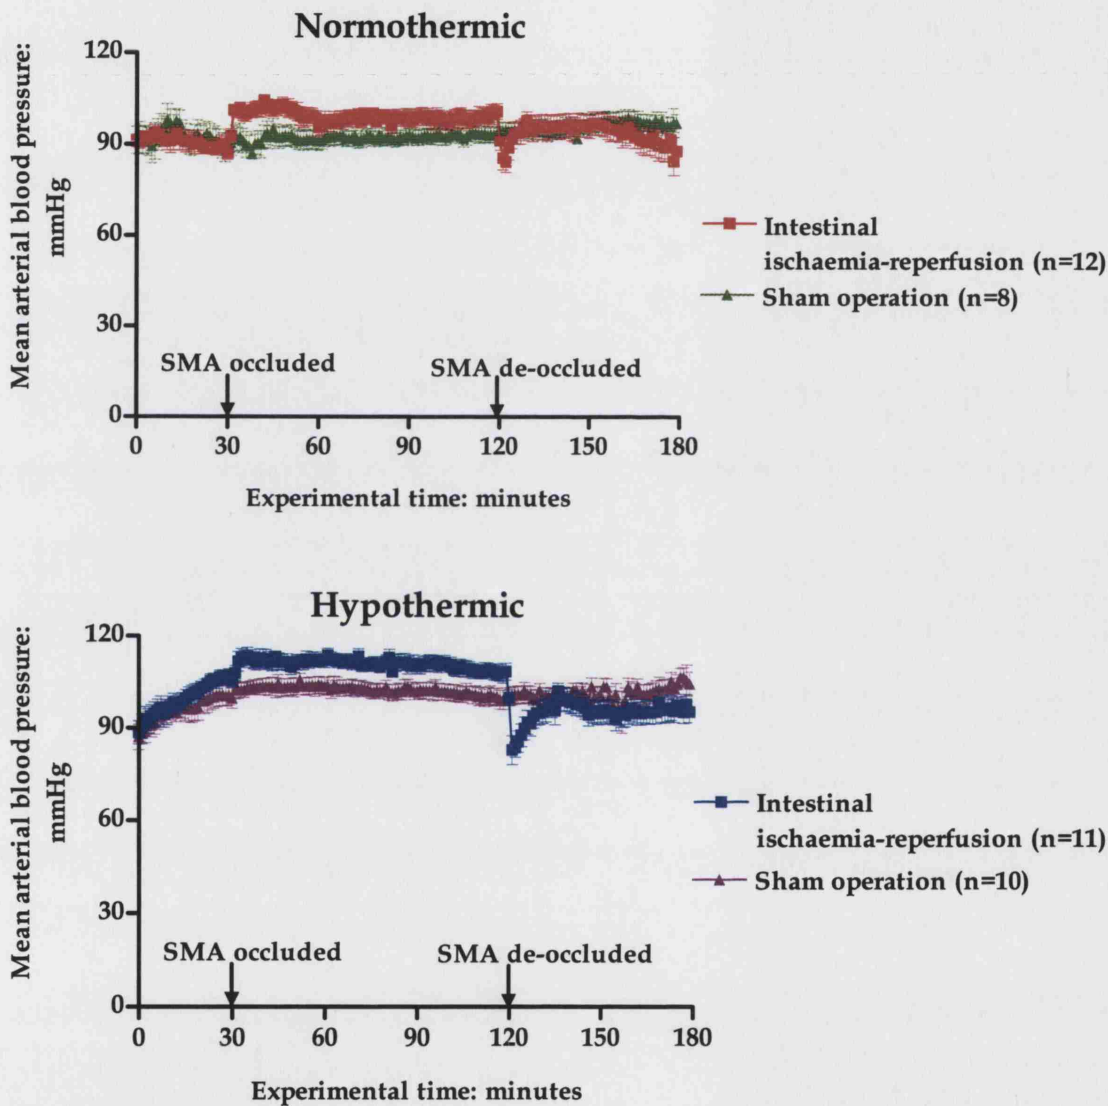 Normothermic
Mean arterial blood pressure:
mmHg
120
90
60
30
0
SMA occluded
SMA de-occluded
0 30 60 90 120 150 180
Experimental time: minutes
Intestinal
ischaemia-reperfusion (n=12)
Sham operation (n=8)
Hypothermic
Mean arterial blood pressure:
mmHg
120
90
60
30
0
SMA occluded
SMA de-occluded
0 30 60 90 120 150 180
Experimental time: minutes
Intestinal
ischaemia-reperfusion (n=11)
Sham operation (n=10)